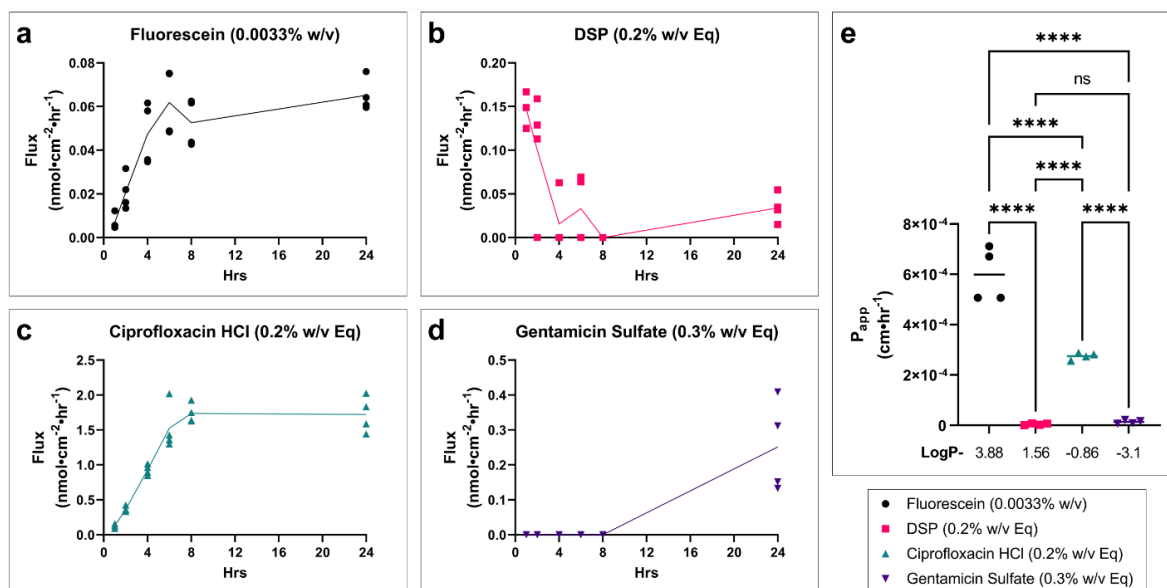 a
Fluorescein (0.0033% w/v)
0.08
0.06
0.04
0.02
0.00
Flux
(nmol•cm-2•hr-1)
0 4 8 12 16 20 24
Hrs
b
DSP (0.2% w/v Eq)
0.20
0.15
0.10
0.05
0.00
Flux
(nmol•cm-2•hr-1)
0 4 8 12 16 20 24
Hrs
c
Ciprofloxacin HCl (0.2% w/v Eq)
2.5
2.0
1.5
1.0
0.5
0.0
Flux
(nmol•cm-2•hr-1)
0 4 8 12 16 20 24
Hrs
d
Gentamicin Sulfate (0.3% w/v Eq)
0.5
0.4
0.3
0.2
0.1
0.0
Flux
(nmol•cm-2•hr-1)
0 4 8 12 16 20 24
Hrs
e
****
ns
****
****
**** ****
8×10-4
6×10-4
4×10-4
2×10-4
0
Papp
(cm•hr-1)
LogP- 3.88 1.56 -0.86 -3.1
Fluorescein (0.0033% w/v)
DSP (0.2% w/v Eq)
Ciprofloxacin HCl (0.2% w/v Eq)
Gentamicin Sulfate (0.3% w/v Eq)